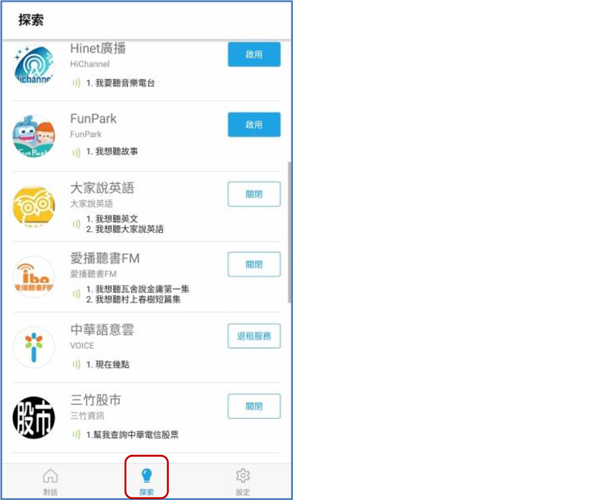 探索
Hinet廣播
HiChannel
1. 我要聽音樂電台
啟用
hichannel
FunPark
FunPark
1. 我想聽故事
啟用
Fun Park
大家說英語
大家說英語
1. 我想聽英文
2. 我想聽大家說英語
關閉
愛播聽書FM
愛播聽書FM
1. 我想聽瓦舍說金庸第一集
2. 我想聽村上春樹短篇集
關閉
ibo
愛播聽書FM
中華語意雲
VOICE
1. 現在幾點
退租服務
三竹股市
三竹資訊
1.幫我查詢中華電信股票
關閉
股市
對話
探索
設定